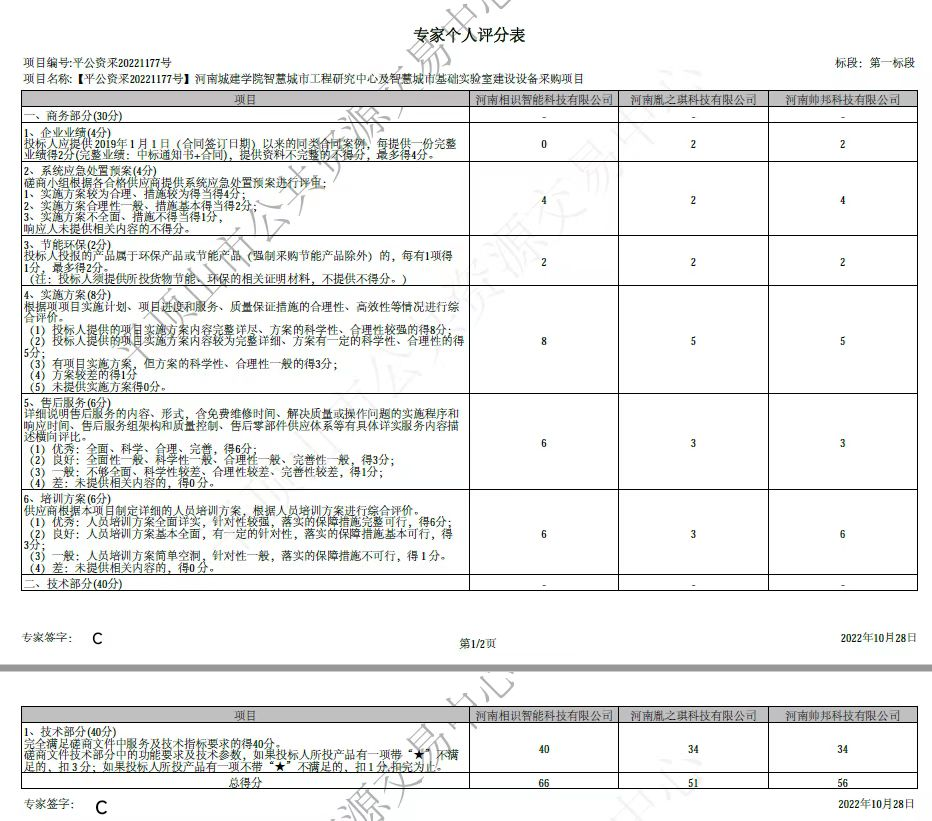 专家个人评分表
项目编号:平公资采20221177号
标段：第一标段
项目名称:【平公资采20221177号】河南城建学院智慧城市工程研究中心及智慧城市基础实验室建设设备采购项目
项目 河南相识智能科技有限公司 河南胤之琪科技有限公司 河南帅邦科技有限公司
一、商务部分(30分) - - -
1、企业业绩(4分)
投标人应提供2019年1月1日（合同签订日期）以来的同类合同案例，每提供一份完整
业绩得2分(完整业绩：中标通知书+合同)，提供资料不完整的不得分，最多得4分。
0 2 2
2、系统应急处置预案(4分)
磋商小组根据各合格供应商提供系统应急处置预案进行评审：
1、实施方案较为合理、措施较为得当得4分；
2、实施方案合理性一般、措施基本得当得2分；
3、实施方案不全面、措施不得当得1分，
响应人未提供相关内容的不得分。
4 2 4
3、节能环保(2分)
投标人投报的产品属于环保产品或节能产品（强制采购节能产品除外）的，每有1项得
1分，最多得2分。
（注：投标人须提供所投货物节能、环保的相关证明材料，不提供不得分。）
2 2 2
4、实施方案(8分)
根据项项目实施计划、项目进度和服务、质量保证措施的合理性、高效性等情况进行综
合评价。
（1）投标人提供的项目实施方案内容完整详尽、方案的科学性、合理性较强的得8分；
（2）投标人提供的项目实施方案内容较为完整详细、方案有一定的科学性、合理性的得
5分；
（3）有项目实施方案，但方案的科学性、合理性一般的得3分；
（4）方案较差的得1分
（5）未提供实施方案得0分。
8 5 5
5、售后服务(6分)
详细说明售后服务的内容、形式，含免费维修时间、解决质量或操作问题的实施程序和
响应时间、售后服务组架构和质量控制、售后零部件供应体系等有具体详实服务内容描
述横向评比。
（1）优秀：全面、科学、合理、完善，得6分；
（2）良好：全面性一般、科学性一般、合理性一般、完善性一般，得3分；
（3）一般：不够全面、科学性较差、合理性较差、完善性较差，得1分；
（4）差：未提供相关内容的，得0分。
6 3 3
6、培训方案(6分)
供应商根据本项目制定详细的人员培训方案，根据人员培训方案进行综合评价。
（1）优秀：人员培训方案全面详实，针对性较强，落实的保障措施完整可行，得6分；
（2）良好：人员培训方案基本全面，有一定的针对性，落实的保障措施基本可行，得
3分；
（3）一般：人员培训方案简单空洞，针对性一般，落实的保障措施不可行，得1分。
（4）差：未提供相关内容的，得0分。
6 3 6
二、技术部分(40分) - - -
专家签字： C
第1/2页
2022年10月28日
项目 河南相识智能科技有限公司 河南胤之琪科技有限公司 河南帅邦科技有限公司
1、技术部分(40分)
完全满足磋商文件中服务及技术指标要求的得40分。
磋商文件技术部分中的功能要求及技术参数，如果投标人所投产品有一项带“★”不满
足的，扣3分；如果投标人所投产品有一项不带“★”不满足的，扣1分,扣完为止。
40 34 34
总得分 66 51 56
专家签字： C
2022年10月28日
平顶山市公共资源交易中心
平顶山市公共资源交易中心